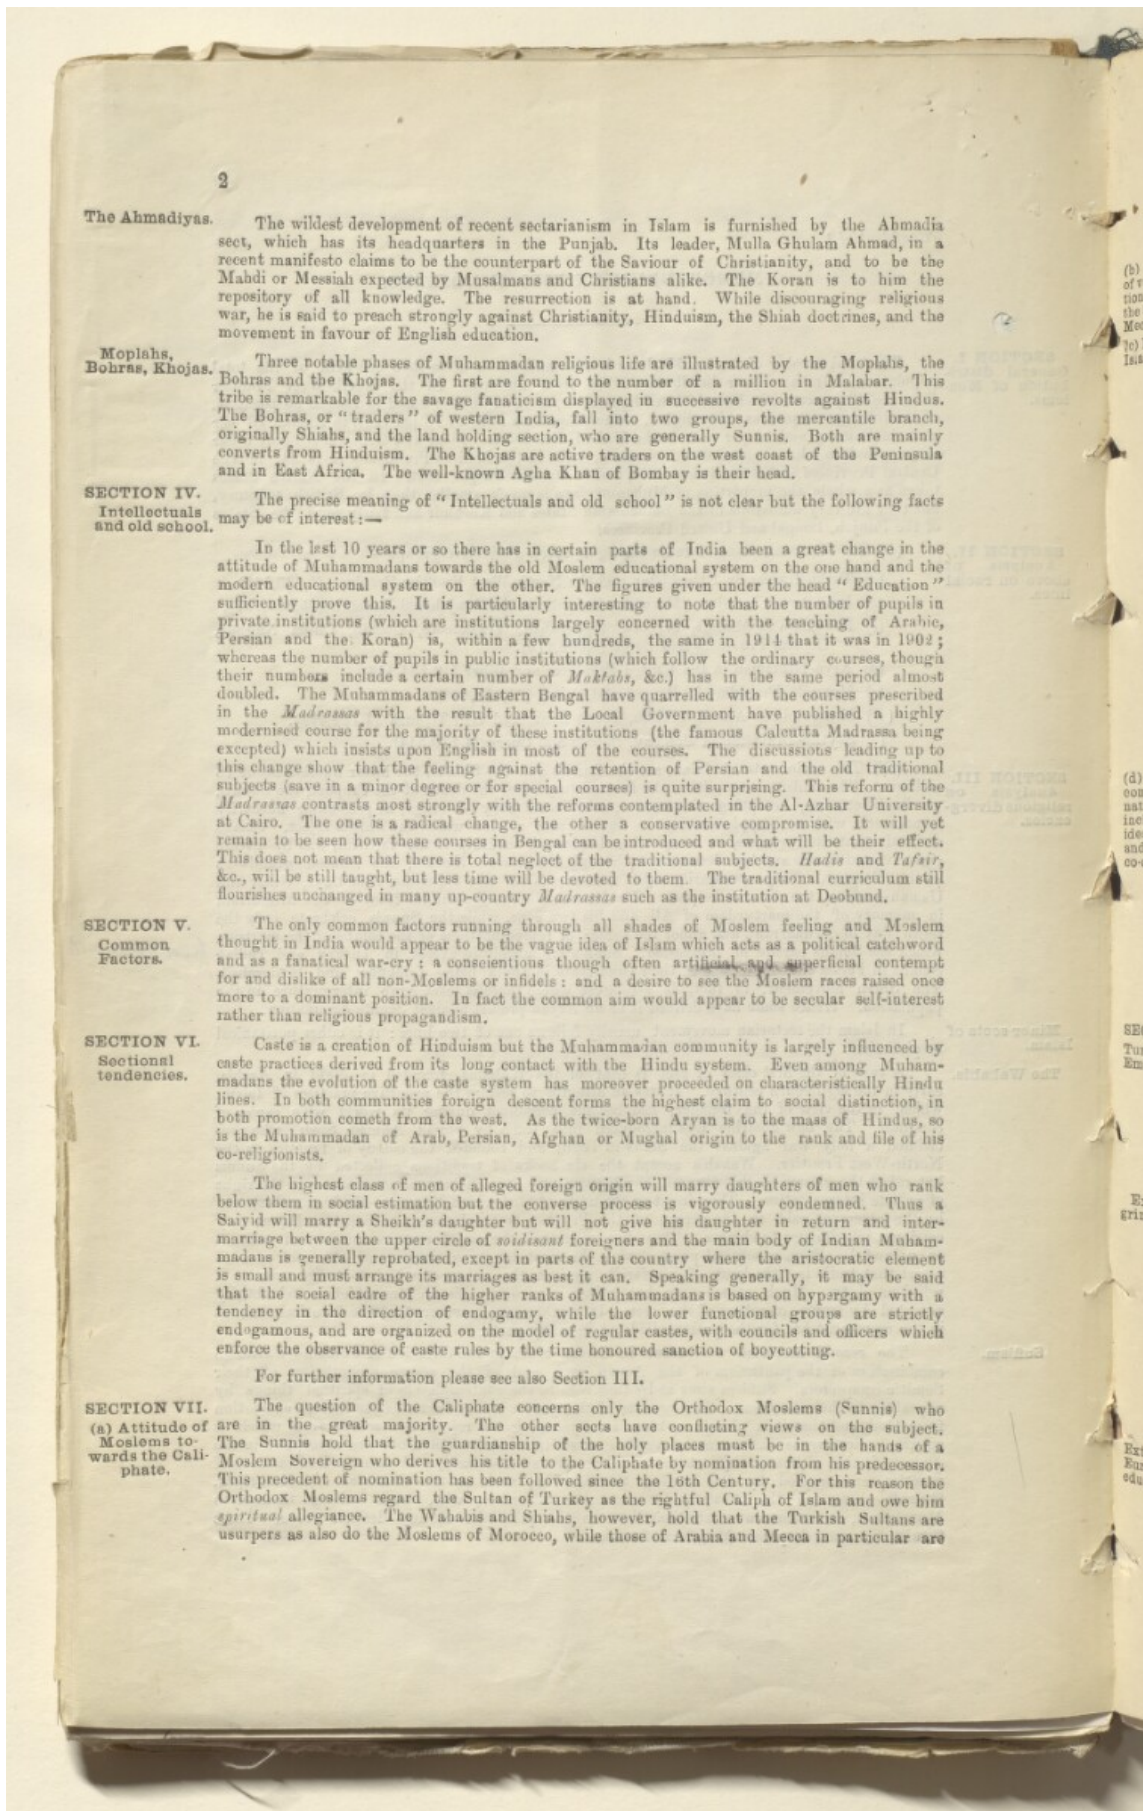 2
The Ahmadiyas.
The wildest development of recent sectarianism in Islam is furnished by the Ahmadia
sect, which has its headquarters in the Punjab. Its leader, Mulla Ghulam Ahmad, in a
recent manifesto claims to be the counterpart of the Saviour of Christianity, and to be the
Mahdi or Messiah expected by Musalmans and Christians alike. The Koran is to him the
repository of all knowledge. The resurrection is at hand. While discouraging religious
war, he is said to preach strongly against Christianity, Hinduism, the Shiah doctrines, and the
movement in favour of English education.
Moplahs,
Bohras, Khojas.
Three notable phases of Muhammadan religious life are illustrated by the Moplahs, the
Bohras and the Khojas. The first are found to the number of a million in Malabar. This
tribe is remarkable for the savage fanaticism displayed in successive revolts against Hindus.
The Bohras, or "traders" of western India, fall into two groups, the mercantile branch,
originally Shiahs, and the land holding section, who are generally Sunnis. Both are mainly
converts from Hinduism. The Khojas are active traders on the west coast of the Peninsula
and in East Africa. The well-known Agha Khan of Bombay is their head.
SECTION IV.
Intellectuals
and old school.
The precise meaning of "Intellectuals and old school" is not clear but the following facts
may be of interest:—
In the last 10 years or so there has in certain parts of India been a great change in the
attitude of Muhammadans towards the old Moslem educational system on the one hand and the
modern educational system on the other. The figures given under the head "Education"
sufficiently prove this. It is particularly interesting to note that the number of pupils in
private institutions (which are institutions largely concerned with the teaching of Arabic,
Persian and the Koran) is, within a few hundreds, the same in 1914 that it was in 1902;
whereas the number of pupils in public institutions (which follow the ordinary courses, though
their numbers include a certain number of Maktabs, &c.) has in the same period almost
doubled. The Muhammadans of Eastern Bengal have quarrelled with the courses prescribed
in the Madrassas with the result that the Local Government have published a highly
modernised course for the majority of these institutions (the famous Calcutta Madrassa being
excepted) which insists upon English in most of the courses. The discussions leading up to
this change show that the feeling against the retention of Persian and the old traditional
subjects (save in a minor degree or for special courses) is quite surprising. This reform of the
Madrassas contrasts most strongly with the reforms contemplated in the Al-Azhar University
at Cairo. The one is a radical change, the other a conservative compromise. It will yet
remain to be seen how these courses in Bengal can be introduced and what will be their effect.
This does not mean that there is total neglect of the traditional subjects. Hadis and Tafsir,
&c., will be still taught, but less time will be devoted to them. The traditional curriculum still
flourishes unchanged in many up-country Madrassas such as the institution at Deobund.
SECTION V.
Common
Factors.
The only common factors running through all shades of Moslem feeling and Moslem
thought in India would appear to be the vague idea of Islam which acts as a political catchword
and as a fanatical war-cry: a conscientious though often artificial and superficial contempt
for and dislike of all non-Moslems or infidels: and a desire to see the Moslem races raised once
more to a dominant position. In fact the common aim would appear to be secular self-interest
rather than religious propagandism.
SECTION VI.
Sectional
tendencies.
Caste is a creation of Hinduism but the Muhammadan community is largely influenced by
caste practices derived from its long contact with the Hindu system. Even among Muham-
madans the evolution of the caste system has moreover proceeded on characteristically Hindu
lines. In both communities foreign descent forms the highest claim to social distinction, in
both promotion cometh from the west. As the twice-born Aryan is to the mass of Hindus, so
is the Muhammadan of Arab, Persian, Afghan or Mughal origin to the rank and file of his
co-religionists.
The highest class of men of alleged foreign origin will marry daughters of men who rank
below them in social estimation but the converse process is vigorously condemned. Thus a
Saiyid will marry a Sheikh's daughter but will not give his daughter in return and inter-
marriage between the upper circle of soidisant foreigners and the main body of Indian Muham-
madans is generally reprobated, except in parts of the country where the aristocratic element
is small and must arrange its marriages as best it can. Speaking generally, it may be said
that the social cadre of the higher ranks of Muhammadans is based on hypergamy with a
tendency in the direction of endogamy, while the lower functional groups are strictly
endogamous, and are organized on the model of regular castes, with councils and officers which
enforce the observance of caste rules by the time honoured sanction of boycotting.
For further information please see also Section III.
SECTION VII.
(a) Attitude of
Moslems to-
wards the Cali-
phate.
The question of the Caliphate concerns only the Orthodox Moslems (Sunnis) who
are in the great majority. The other sects have conflicting views on the subject.
The Sunnis hold that the guardianship of the holy places must be in the hands of a
Moslem Sovereign who derives his title to the Caliphate by nomination from his predecessor.
This precedent of nomination has been followed since the 16th Century. For this reason the
Orthodox Moslems regard the Sultan of Turkey as the rightful Caliph of Islam and owe him
spiritual allegiance. The Wahabis and Shiahs, however, hold that the Turkish Sultans are
usurpers as also do the Moslems of Morocco, while those of Arabia and Mecca in particular are